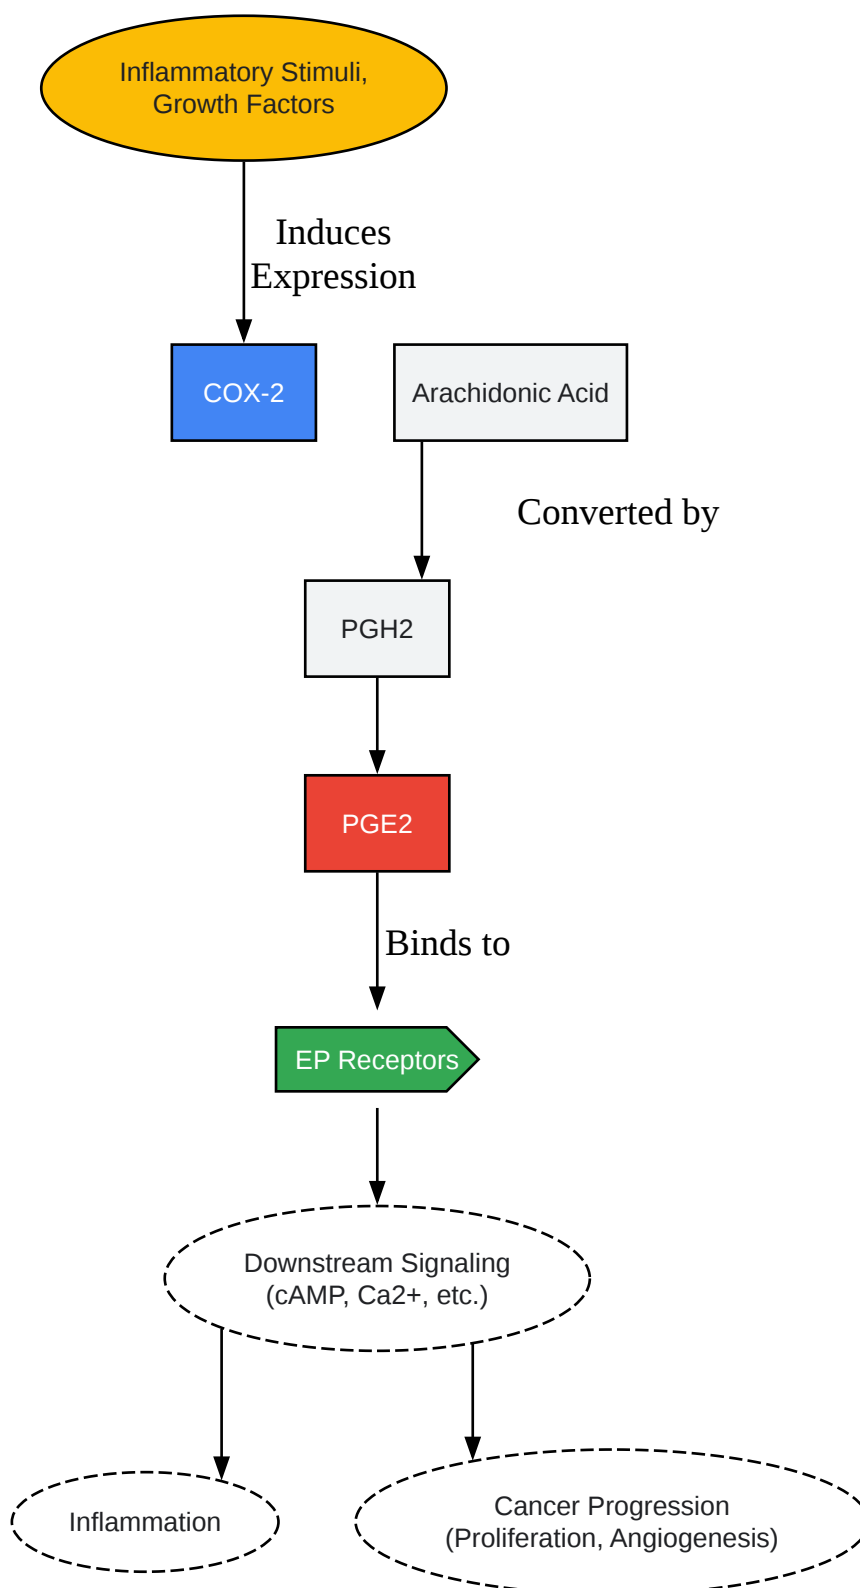 Inflammatory Stimuli,
Growth Factors
Induces
Expression
COX-2
Arachidonic Acid
Converted by
PGH2
PGE2
Binds to
EP Receptors
Downstream Signaling
(cAMP, Ca2+, etc.)
Inflammation
Cancer Progression
(Proliferation, Angiogenesis)